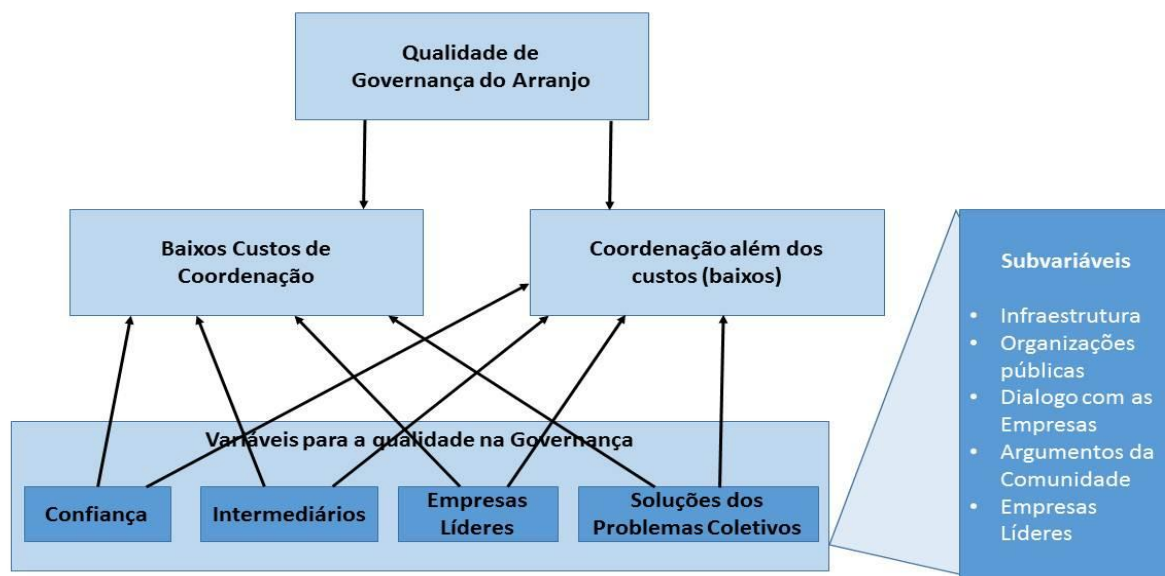 Qualidade de
Governança do Arranjo
Baixos Custos de
Coordenação
Coordenação além dos
custos (baixos)
Variáveis para a qualidade na Governança
Confiança
Intermediários
Empresas
Líderes
Soluções dos
Problemas Coletivos
Subvariáveis
• Infraestrutura
• Organizações
públicas
• Dialogo com as
Empresas
• Argumentos da
Comunidade
• Empresas
Líderes